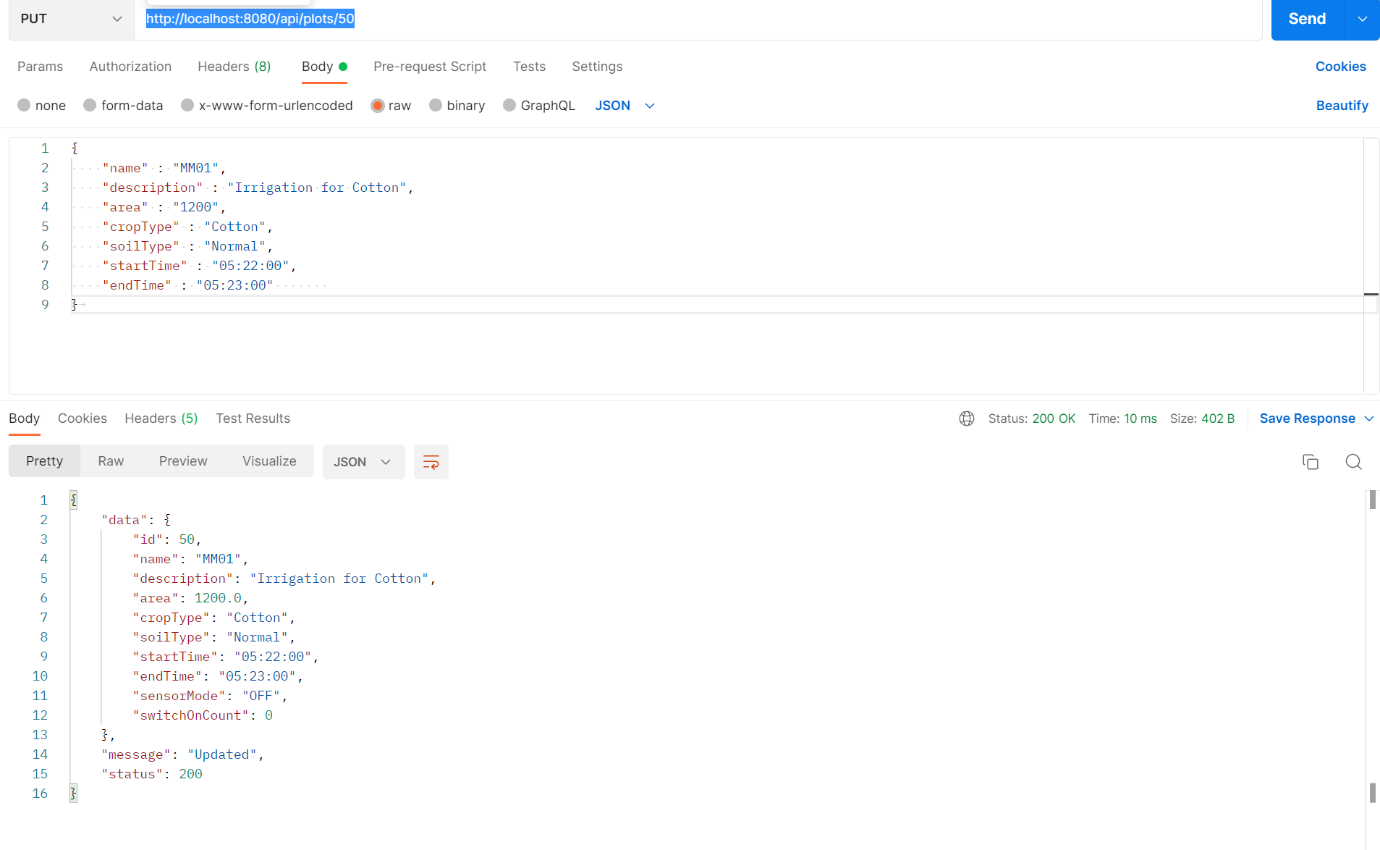 PUT http://localhost:8080/api/plots/50 Send
Params Authorization Headers (8) Body Pre-request Script Tests Settings Cookies
none form-data x-www-form-urlencoded raw binary GraphQL JSON Beautify
1 {
2 "name" : "MM01",
3 "description" : "Irrigation for Cotton",
4 "area" : "1200",
5 "cropType" : "Cotton",
6 "soilType" : "Normal",
7 "startTime" : "05:22:00",
8 "endTime" : "05:23:00"
9 }
Body Cookies Headers (5) Test Results Status: 200 OK Time: 10 ms Size: 402 B Save Response
Pretty Raw Preview Visualize JSON
1 {
2 "data": {
3 "id": 50,
4 "name": "MM01",
5 "description": "Irrigation for Cotton",
6 "area": 1200.0,
7 "cropType": "Cotton",
8 "soilType": "Normal",
9 "startTime": "05:22:00",
10 "endTime": "05:23:00",
11 "sensorMode": "OFF",
12 "switchOnCount": 0
13 },
14 "message": "Updated",
15 "status": 200
16 }